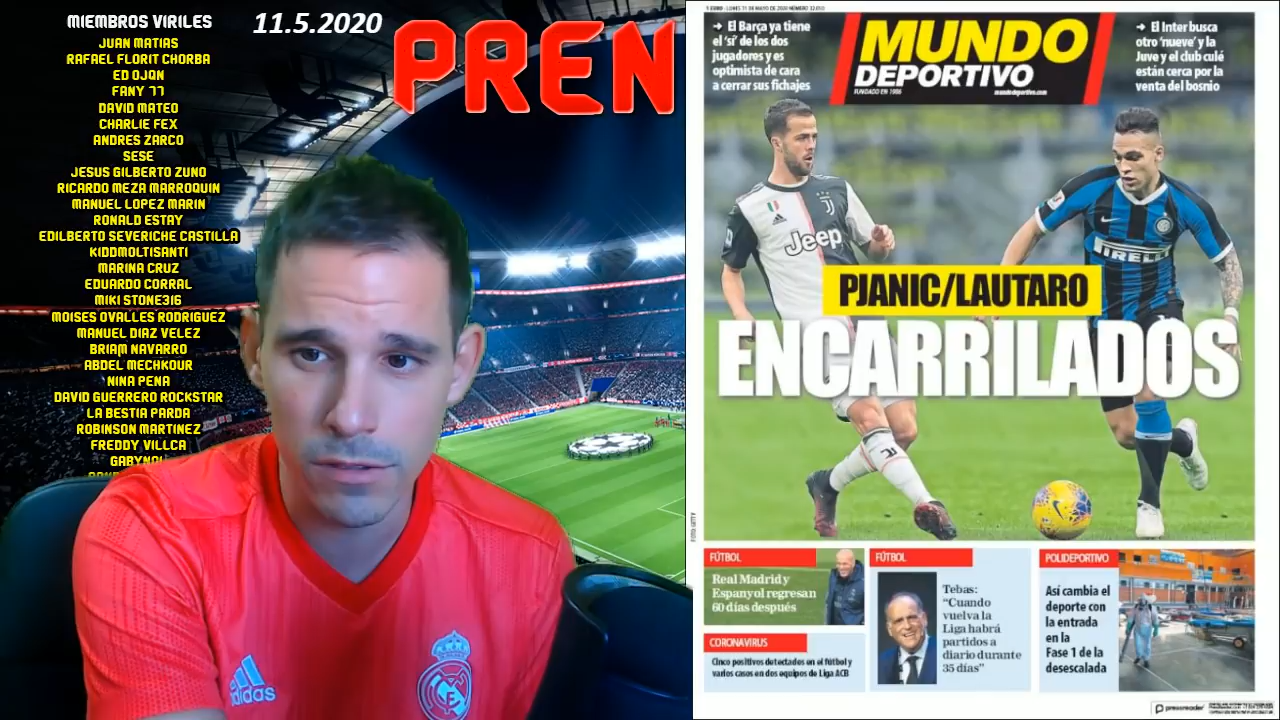 MIEMBROS VIRILES
JUAN MATIAS
RAFAEL FLORIT CHORBA
ED OJQN
FANY 77
DAVID MATEO
CHARLIE FEX
ANDRES ZARCO
SESE
JESUS GILBERTO ZUNO
RICARDO MEZA MARROQUIN
MANUEL LOPEZ MARIN
RONALD ESTAY
EDILBERTO SEVERICHE CASTILLA
KIDDMOLTISANTI
MARINA CRUZ
EDUARDO CORRAL
MIKI STONE316
MOISES OVALLES RODRIGUEZ
MANUEL DIAZ VELEZ
BRIAM NAVARRO
ABDEL MECHKOUR
NINA PENA
DAVID GUERRERO ROCKSTAR
LA BESTIA PARDA
ROBINSON MARTINEZ
FREDDY VILLCA
11.5.2020
PREN
adidas
➔ El Barça ya tiene
el 'sí' de los dos
jugadores y es
optimista de cara
a cerrar sus fichajes
MUNDO
DEPORTIVO
FUNDADO EN 1906
mundodeportivo.com
➔ El Inter busca
otro 'nueve' y la
Juve y el club culé
están cerca por la
venta del bosnio
Jeep
PIRELLI
PJANIC/LAUTARO
ENCARRILADOS
FOTO: GETTY
FÚTBOL
Real Madrid y
Espanyol regresan
60 días después
CORONAVIRUS
Cinco positivos detectados en el fútbol y
varios casos en dos equipos de Liga ACB
FÚTBOL
Tebas:
“Cuando
vuelva la
Liga habrá
partidos a
diario durante
35 días”
POLIDEPORTIVO
Así cambia el
deporte con
la entrada
en la
Fase 1 de la
desescalada
pressreader